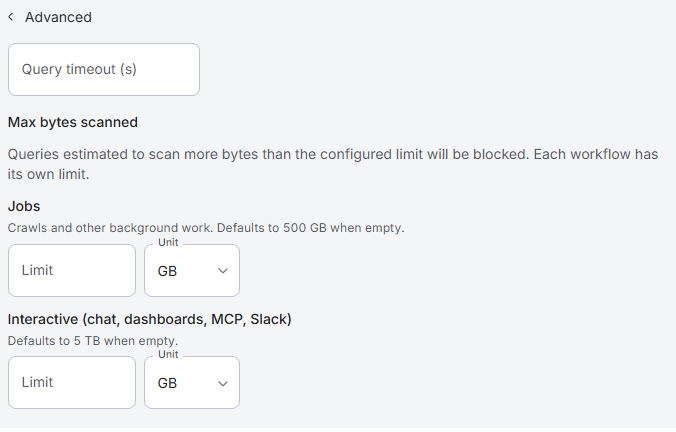 Advanced
Query timeout (s)
Max bytes scanned
Queries estimated to scan more bytes than the configured limit will be blocked. Each workflow has
its own limit.
Jobs
Crawls and other background work. Defaults to 500 GB when empty.
Limit
Unit
GB
Interactive (chat, dashboards, MCP, Slack)
Defaults to 5 TB when empty.
Limit
Unit
GB